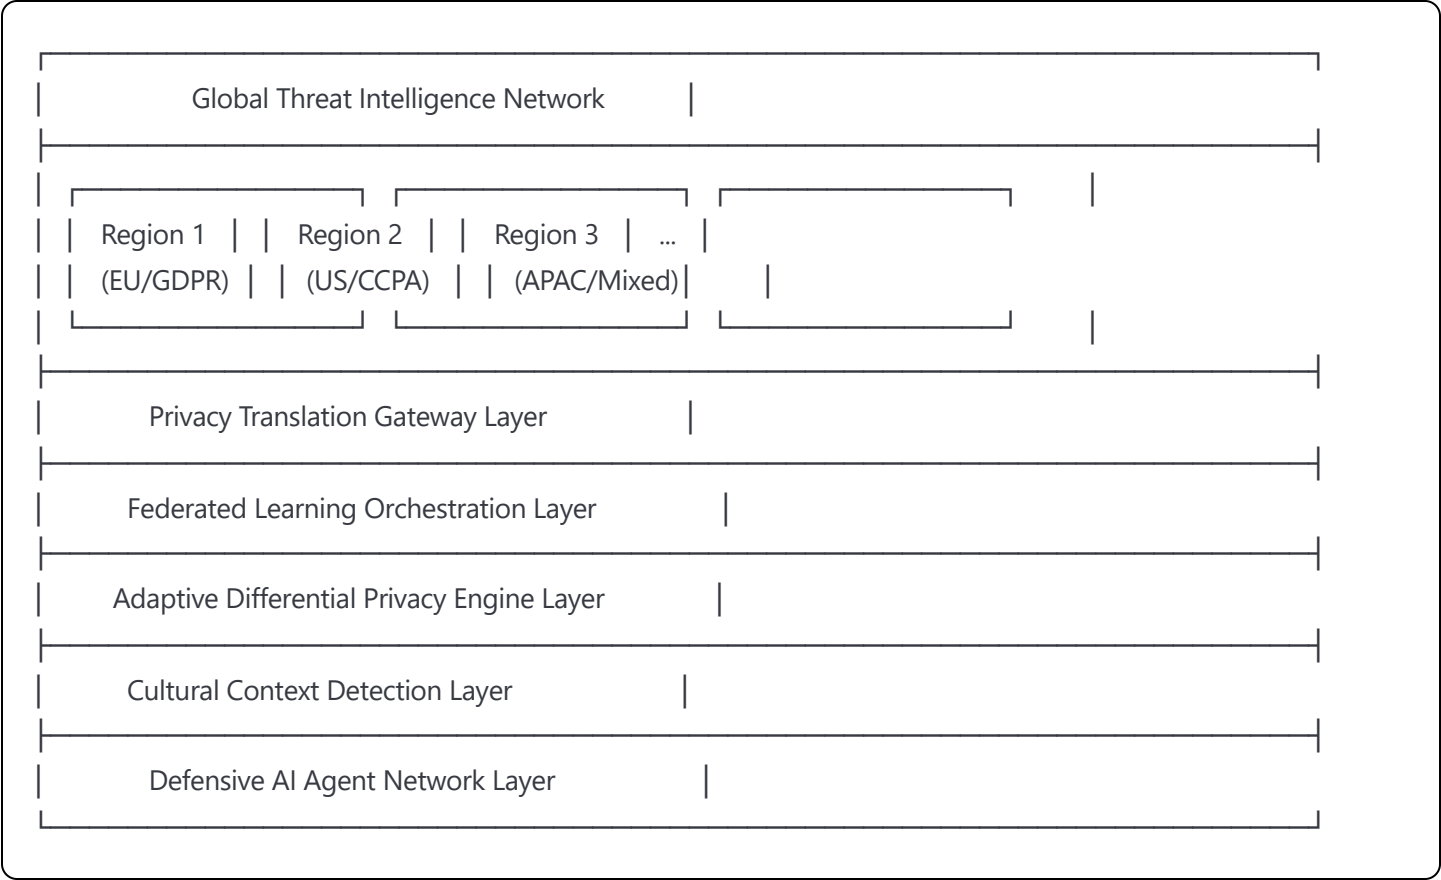 Global Threat Intelligence Network
Region 1 Region 2 Region 3 ...
(EU/GDPR) (US/CCPA) (APAC/Mixed)
Privacy Translation Gateway Layer
Federated Learning Orchestration Layer
Adaptive Differential Privacy Engine Layer
Cultural Context Detection Layer
Defensive AI Agent Network Layer